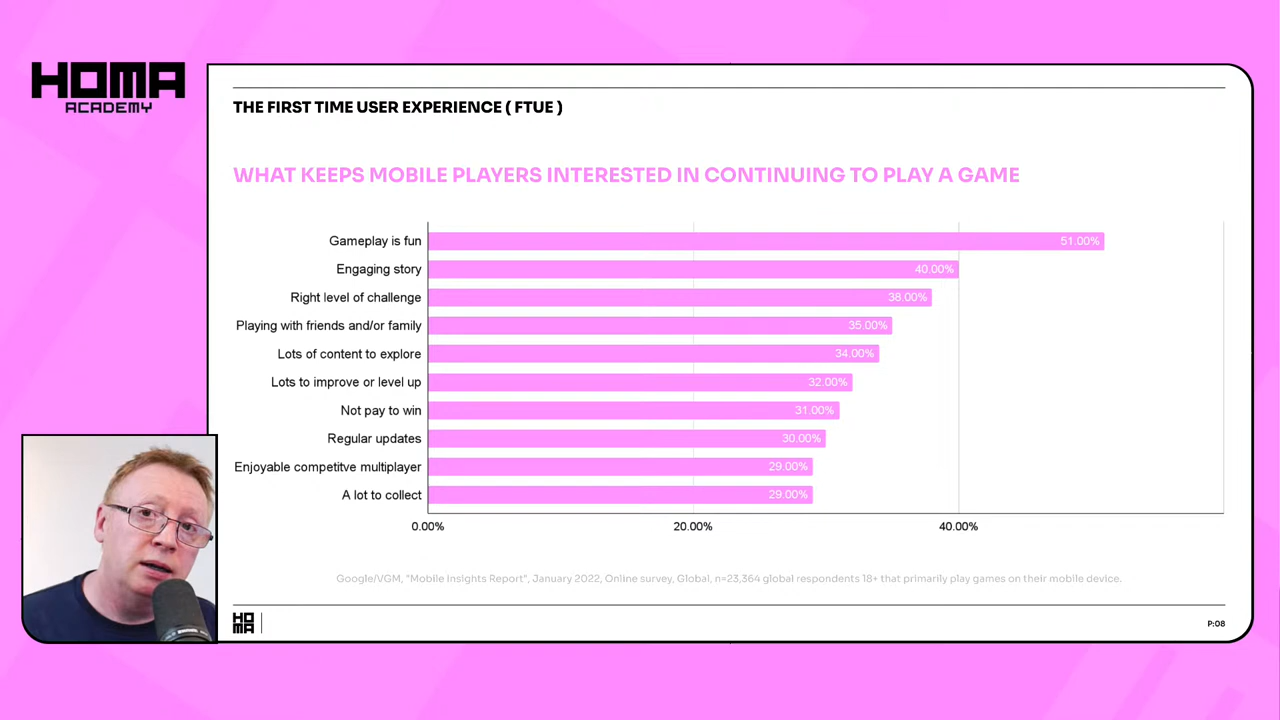 HOMA
ACADEMY
THE FIRST TIME USER EXPERIENCE ( FTUE )
WHAT KEEPS MOBILE PLAYERS INTERESTED IN CONTINUING TO PLAY A GAME
Gameplay is fun 51.00%
Engaging story 40.00%
Right level of challenge 38.00%
Playing with friends and/or family 35.00%
Lots of content to explore 34.00%
Lots to improve or level up 32.00%
Not pay to win 31.00%
Regular updates 30.00%
Enjoyable competitve multiplayer 29.00%
A lot to collect 29.00%
0.00% 20.00% 40.00%
Google/VGM, "Mobile Insights Report", January 2022, Online survey, Global, n=23,364 global respondents 18+ that primarily play games on their mobile device.
HO
MA
P:08